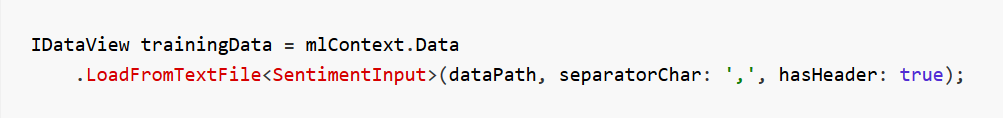 IDataView trainingData = mlContext.Data
.LoadFromTextFile<SentimentInput>(dataPath, separatorChar: ',', hasHeader: true);